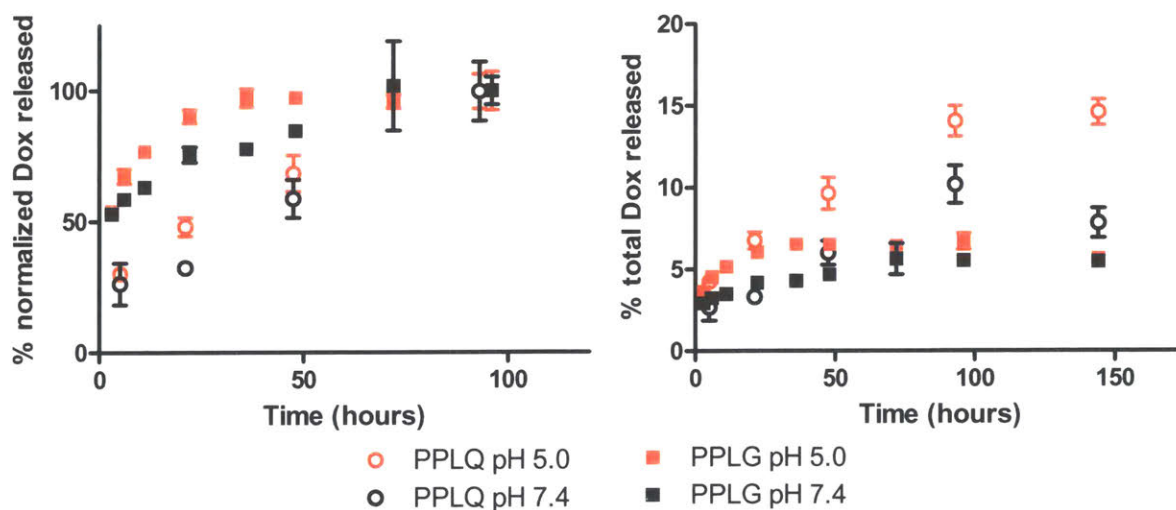 % normalized Dox released
100
50
0
0
50
100
Time (hours)
% total Dox released
20
15
10
5
0
0
50
100
150
Time (hours)
PPLQ pH 5.0
PPLG pH 5.0
PPLQ pH 7.4
PPLG pH 7.4